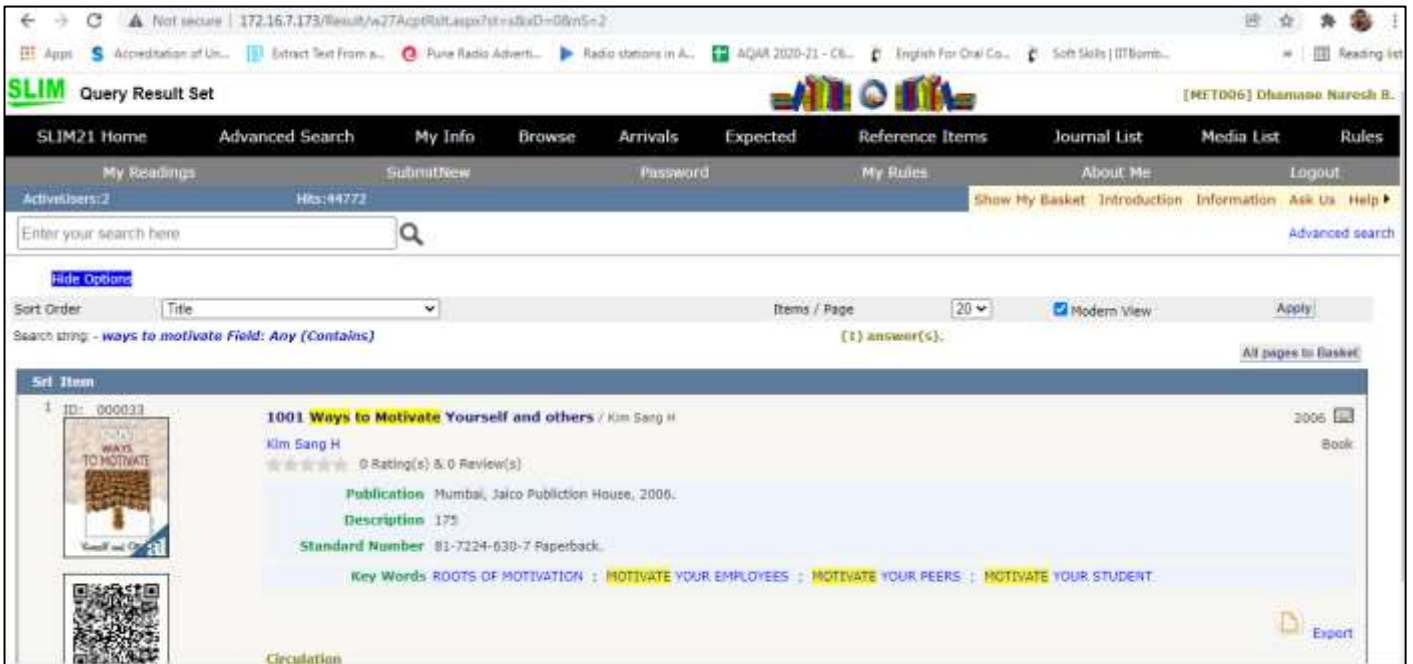 Not secure | 172.16.7.173/Result/w27AcptRslt.aspx?st=s&xD=0&mS=2
Apps Accreditation of Un... Extract Text From a... Pune Radio Adverti... Radio stations in A... AQAR 2020-21 - C6... English For Oral Co... Soft Skills | IITBomb... » Reading list
SLIM Query Result Set [MET006] Dhamane Naresh B.
SLIM21 Home Advanced Search My Info Browse Arrivals Expected Reference Items Journal List Media List Rules
My Readings SubmitNew Password My Rules About Me Logout
ActiveUsers:2 Hits:44772 Show My Basket Introduction Information Ask Us Help
Enter your search here Advanced search
Hide Options
Sort Order Title Items / Page 20 Modern View Apply
Search string: - ways to motivate Field: Any (Contains) (1) answer(s).
All pages to Basket
Srl Item
1 ID: 000033
WAYS
TO MOTIVATE
1001 Ways to Motivate Yourself and others / Kim Sang H 2006
Kim Sang H Book
0 Rating(s) & 0 Review(s)
Publication Mumbai, Jaico Publiction House, 2006.
Description 175
Standard Number 81-7224-630-7 Paperback.
Key Words ROOTS OF MOTIVATION ; MOTIVATE YOUR EMPLOYEES ; MOTIVATE YOUR PEERS ; MOTIVATE YOUR STUDENT
Export
Circulation